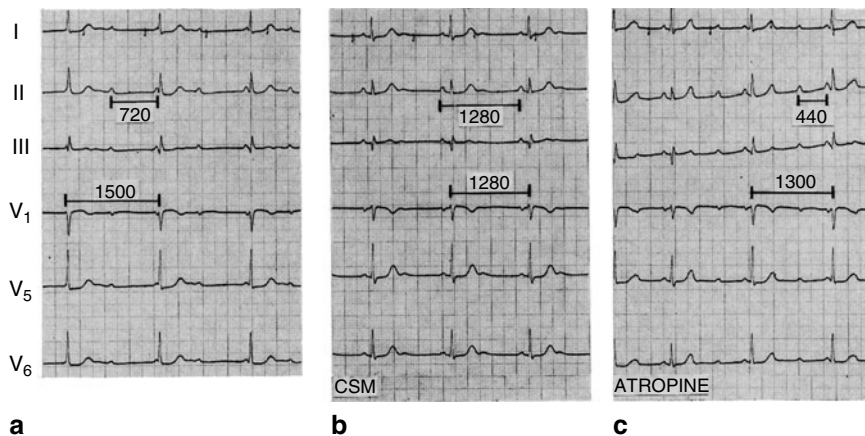 I
II
III
V1
V5
V6
720
1500
a
1280
1280
CSM
b
440
1300
ATROPINE
c